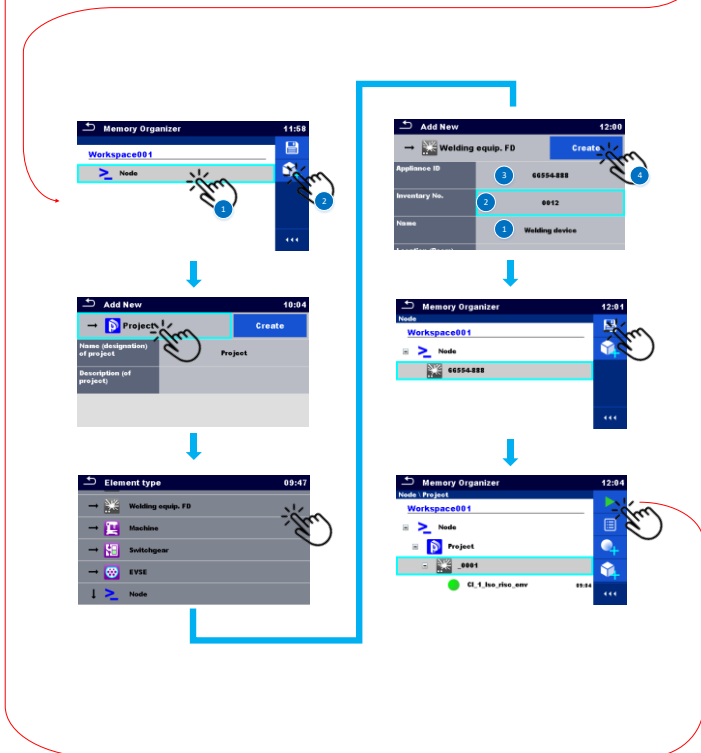 Memory Organizer 11:58
Workspace001
Node
1
2
Add New 10:04
Project Create
Name (designation)
of project
Project
Description (of
project)
Element type 09:47
Welding equip. FD
Machine
Switchgear
EVSE
Node
Add New 12:00
Welding equip. FD Create
Appliance ID
3 66554-888
4
Inventory No.
2 0012
Name
1 Welding device
Memory Organizer 12:01
Node
Workspace001
Node
66554-888
Memory Organizer 12:04
Node \ Project
Workspace001
Node
Project
_0001